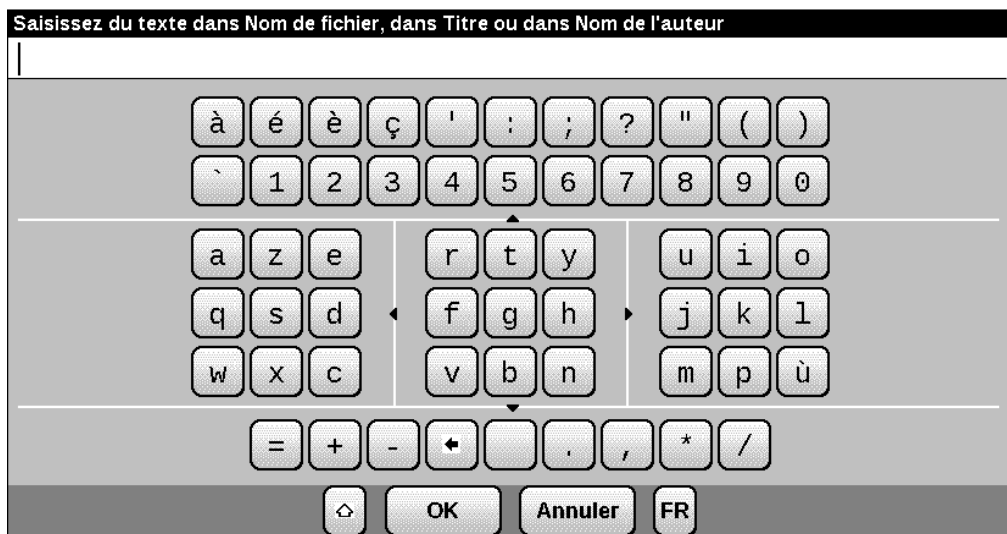 Saisissez du texte dans Nom de fichier, dans Titre ou dans Nom de l'auteur
à é è ç ' : ; ? " ( )
` 1 2 3 4 5 6 7 8 9 0
a z e r t y u i o
q s d f g h j k l
w x c v b n m p ù
= + - . , * /
OK Annuler FR